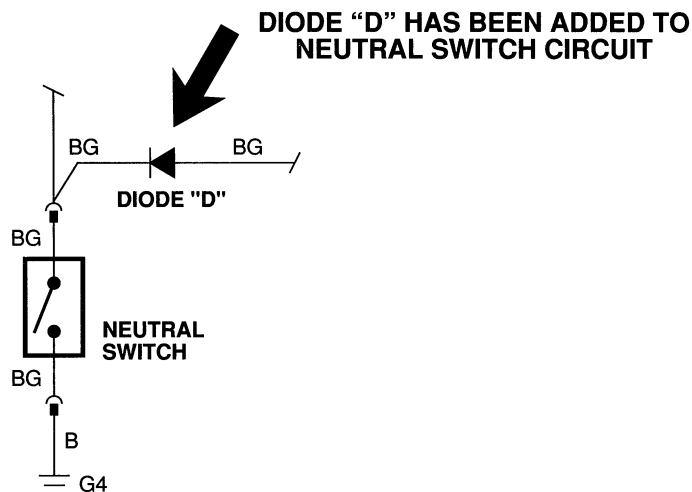 DIODE “D” HAS BEEN ADDED TO
NEUTRAL SWITCH CIRCUIT
BG
BG
DIODE "D"
BG
NEUTRAL
SWITCH
BG
B
G4